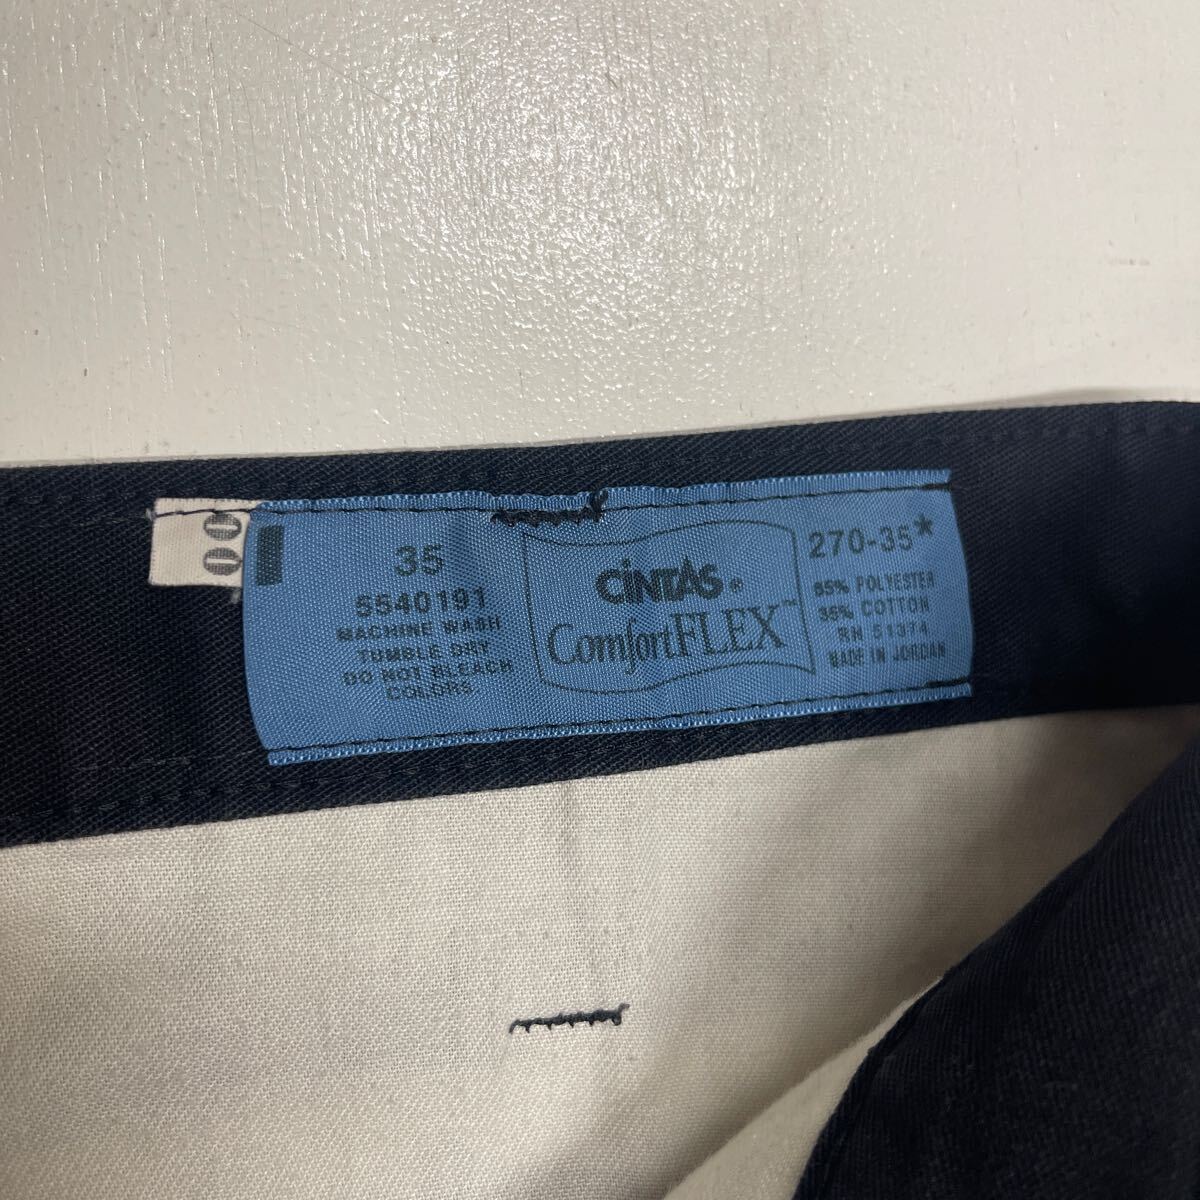 00
35
5540191
MACHINE WASH
TUMBLE DRY
DO NOT BLEACH
COLORS
CINTAS®
ComfortFLEX™
270-35*
65% POLYESTER
35% COTTON
RN 51374
MADE IN JORDAN